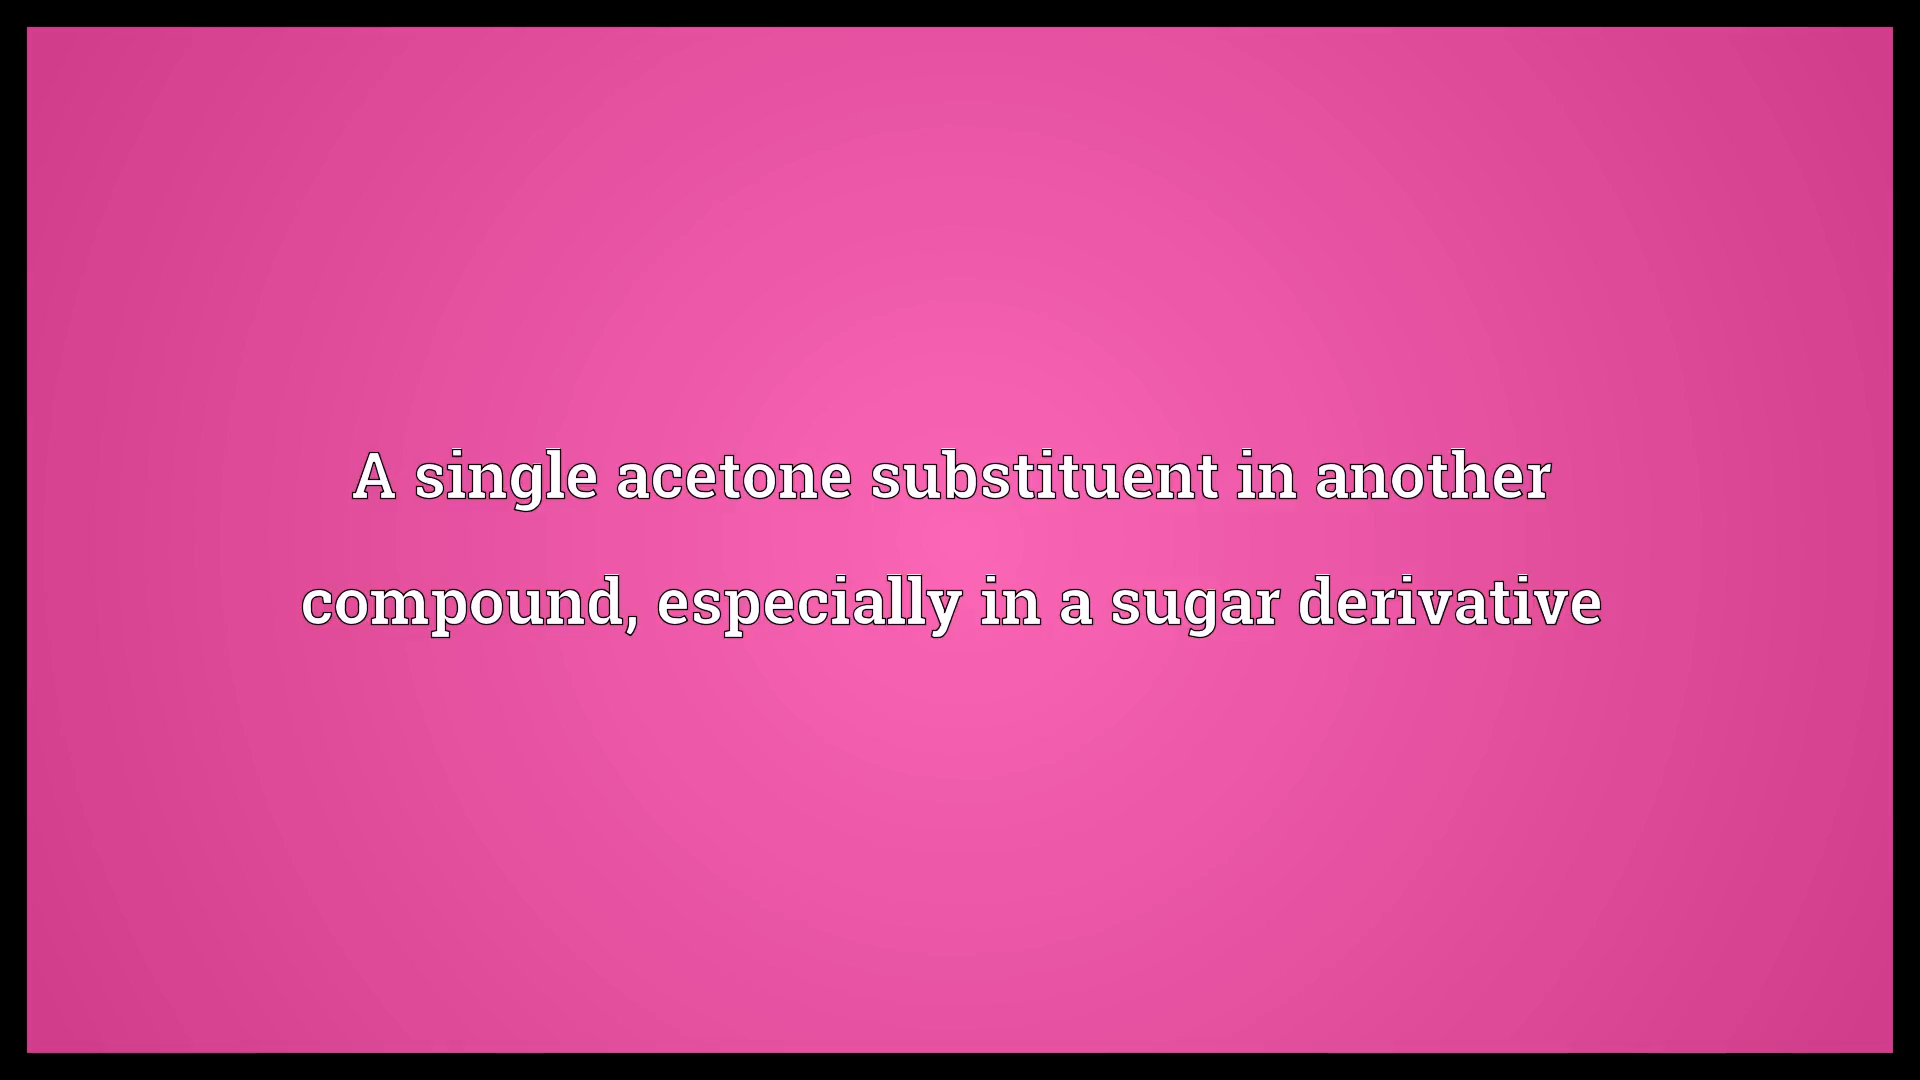 A single acetone substituent in another
compound, especially in a sugar derivative